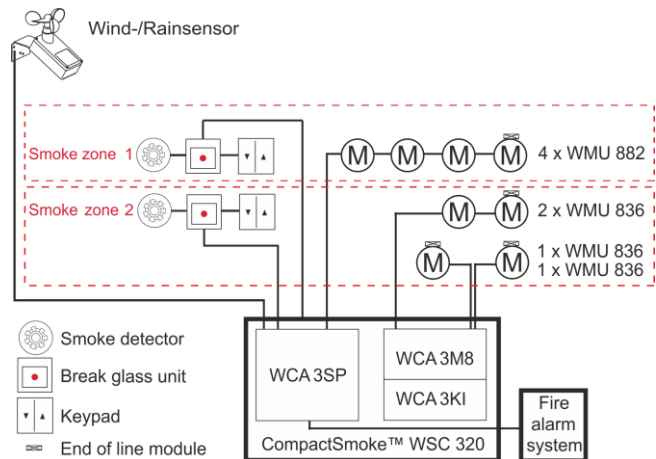 Wind-/Rainsensor
Smoke zone 1
M M M M
4 x WMU 882
Smoke zone 2
M M
2 x WMU 836
M M
1 x WMU 836
1 x WMU 836
Smoke detector
Break glass unit
Keypad
End of line module
WCA 3SP
WCA 3M8
WCA 3KI
CompactSmoke™ WSC 320
Fire
alarm
system